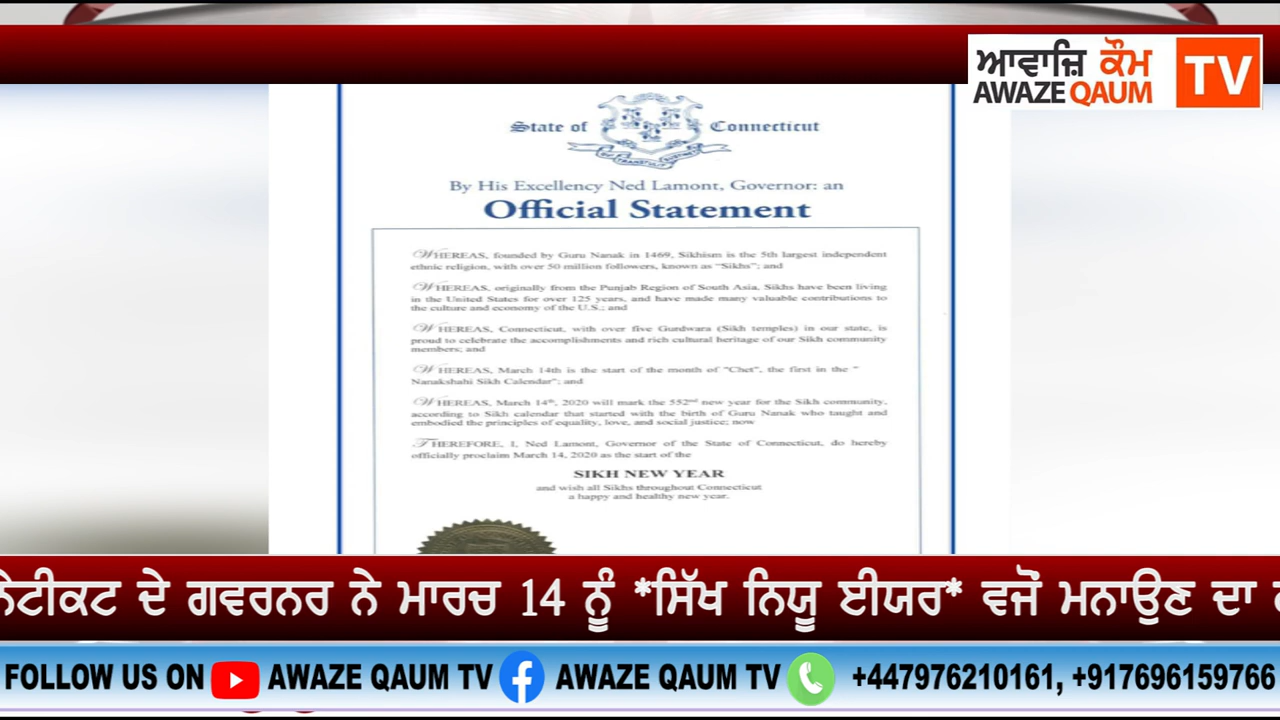 ਆਵਾਜ਼ਿ ਕੌਮ TV
AWAZE QAUM
State of Connecticut
By His Excellency Ned Lamont, Governor: an
Official Statement
WHEREAS, founded by Guru Nanak in 1469, Sikhism is the 5th largest independent
ethnic religion, with over 50 million followers, known as "Sikhs"; and
WHEREAS, originally from the Punjab Region of South Asia, Sikhs have been living
in the United States for over 125 years, and have made many valuable contributions to
the culture and economy of the U.S.; and
WHEREAS, Connecticut, with over five Gurdwara (Sikh temples) in our state, is
proud to celebrate the accomplishments and rich cultural heritage of our Sikh community
members; and
WHEREAS, March 14th is the start of the month of "Chet", the first in the "
Nanakshahi Sikh Calendar"; and
WHEREAS, March 14th, 2020 will mark the 552nd new year for the Sikh community,
according to Sikh calendar that started with the birth of Guru Nanak who taught and
embodied the principles of equality, love, and social justice; now
THEREFORE, I, Ned Lamont, Governor of the State of Connecticut, do hereby
officially proclaim March 14, 2020 as the start of the
SIKH NEW YEAR
and wish all Sikhs throughout Connecticut
a happy and healthy new year.
ਨੇਟੀਕਟ ਦੇ ਗਵਰਨਰ ਨੇ ਮਾਰਚ 14 ਨੂੰ *ਸਿੱਖ ਨਿਯੂ ਈਯਰ* ਵਜੋਂ ਮਨਾਉਣ ਦਾ
FOLLOW US ON AWAZE QAUM TV AWAZE QAUM TV +447976210161, +917696159766